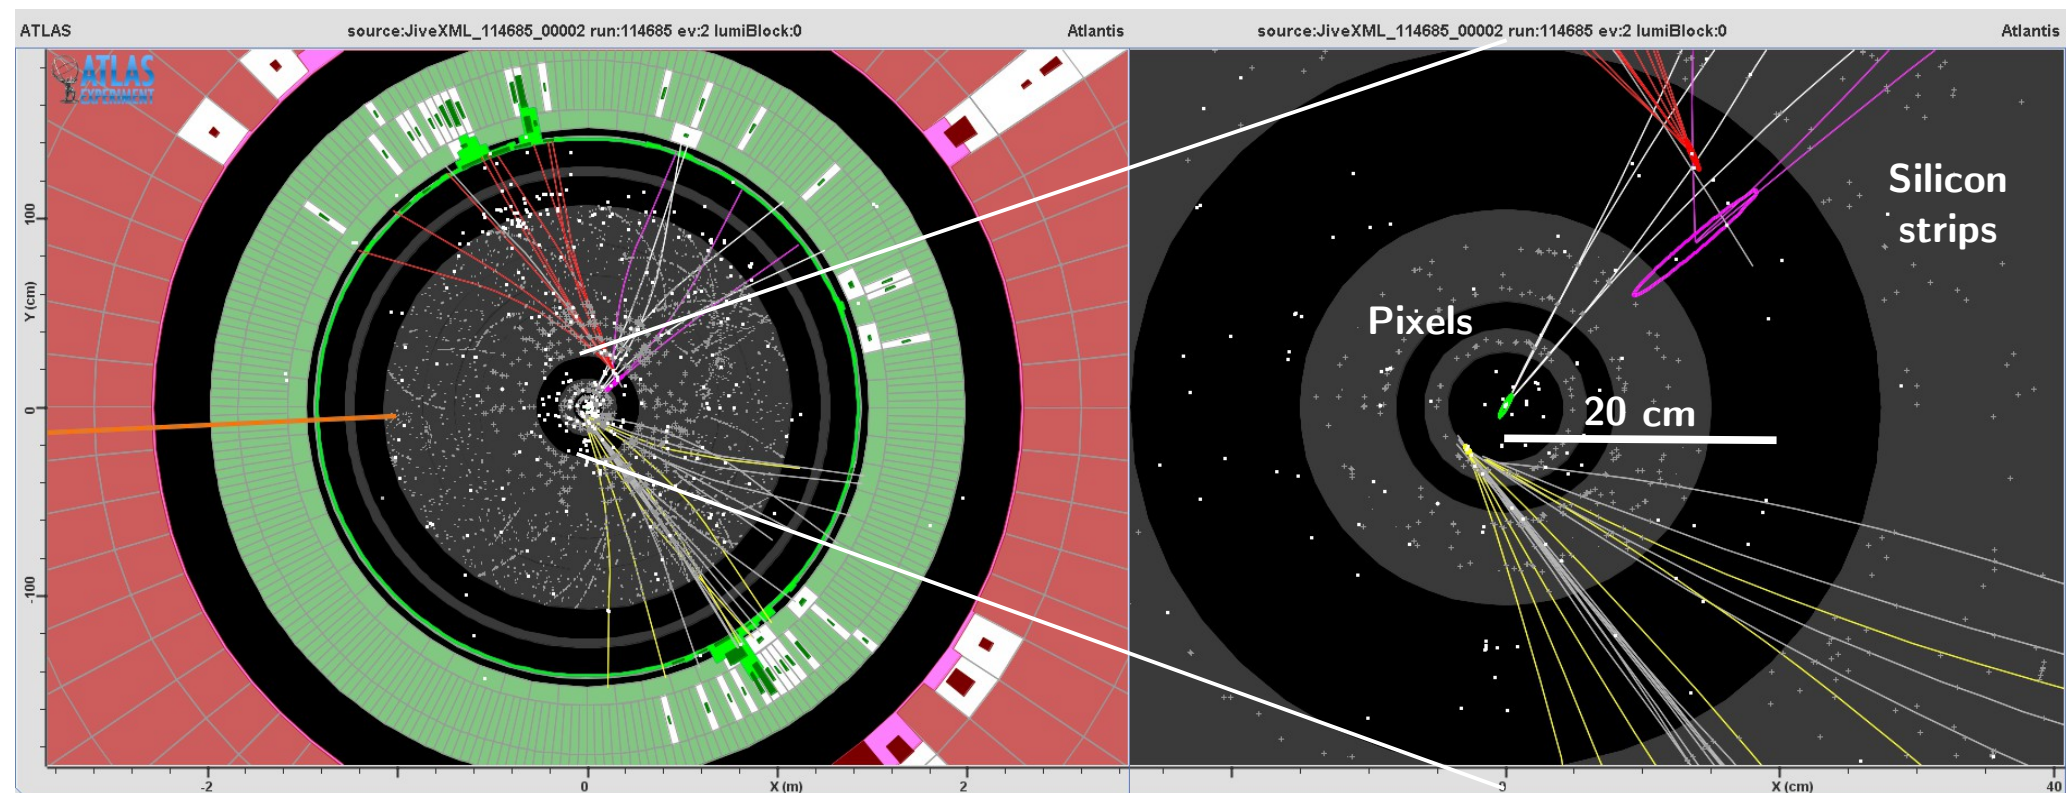 ATLAS source:JiveXML_114685_00002 run:114685 ev:2 lumiBlock:0 Atlantis
source:JiveXML_114685_00002 run:114685 ev:2 lumiBlock:0 Atlantis
ATLAS
EXPERIMENT
Silicon
strips
Pixels
20 cm
Y (cm)
100
0
-100
-2 0 X (m) 2
X (cm) 40